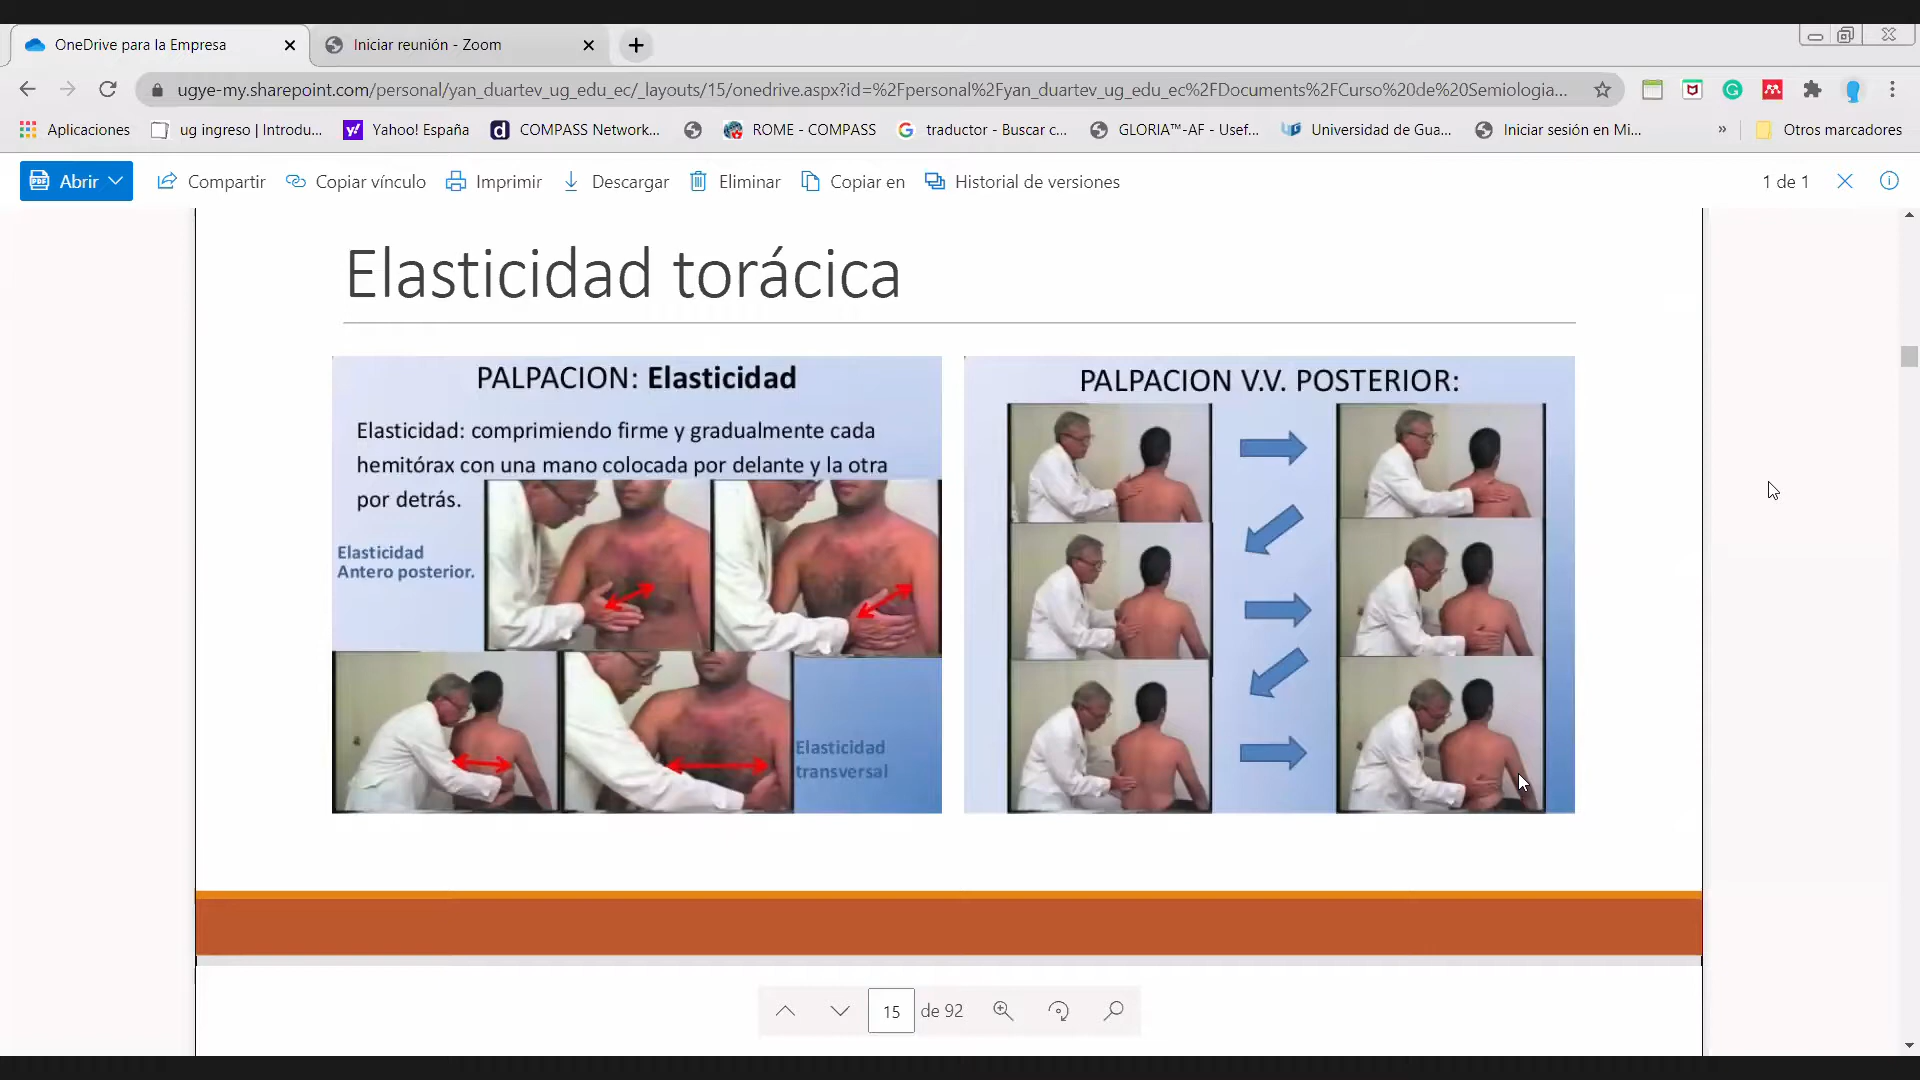 OneDrive para la Empresa
Iniciar reunión - Zoom
ugye-my.sharepoint.com/personal/yan_duartev_ug_edu_ec/_layouts/15/onedrive.aspx?id=%2Fpersonal%2Fyan_duartev_ug_edu_ec%2FDocuments%2FCurso%20de%20Semiologia...
Aplicaciones
ug ingreso | Introdu...
Yahoo! España
COMPASS Network...
ROME - COMPASS
traductor - Buscar c...
GLORIA™-AF - Usef...
Universidad de Gua...
Iniciar sesión en Mi...
»
Otros marcadores
Abrir
Compartir
Copiar vínculo
Imprimir
Descargar
Eliminar
Copiar en
Historial de versiones
1 de 1
Elasticidad torácica
PALPACION: Elasticidad
Elasticidad: comprimiendo firme y gradualmente cada
hemitórax con una mano colocada por delante y la otra
por detrás.
Elasticidad
Antero posterior.
Elasticidad
transversal
PALPACION V.V. POSTERIOR:
15 de 92